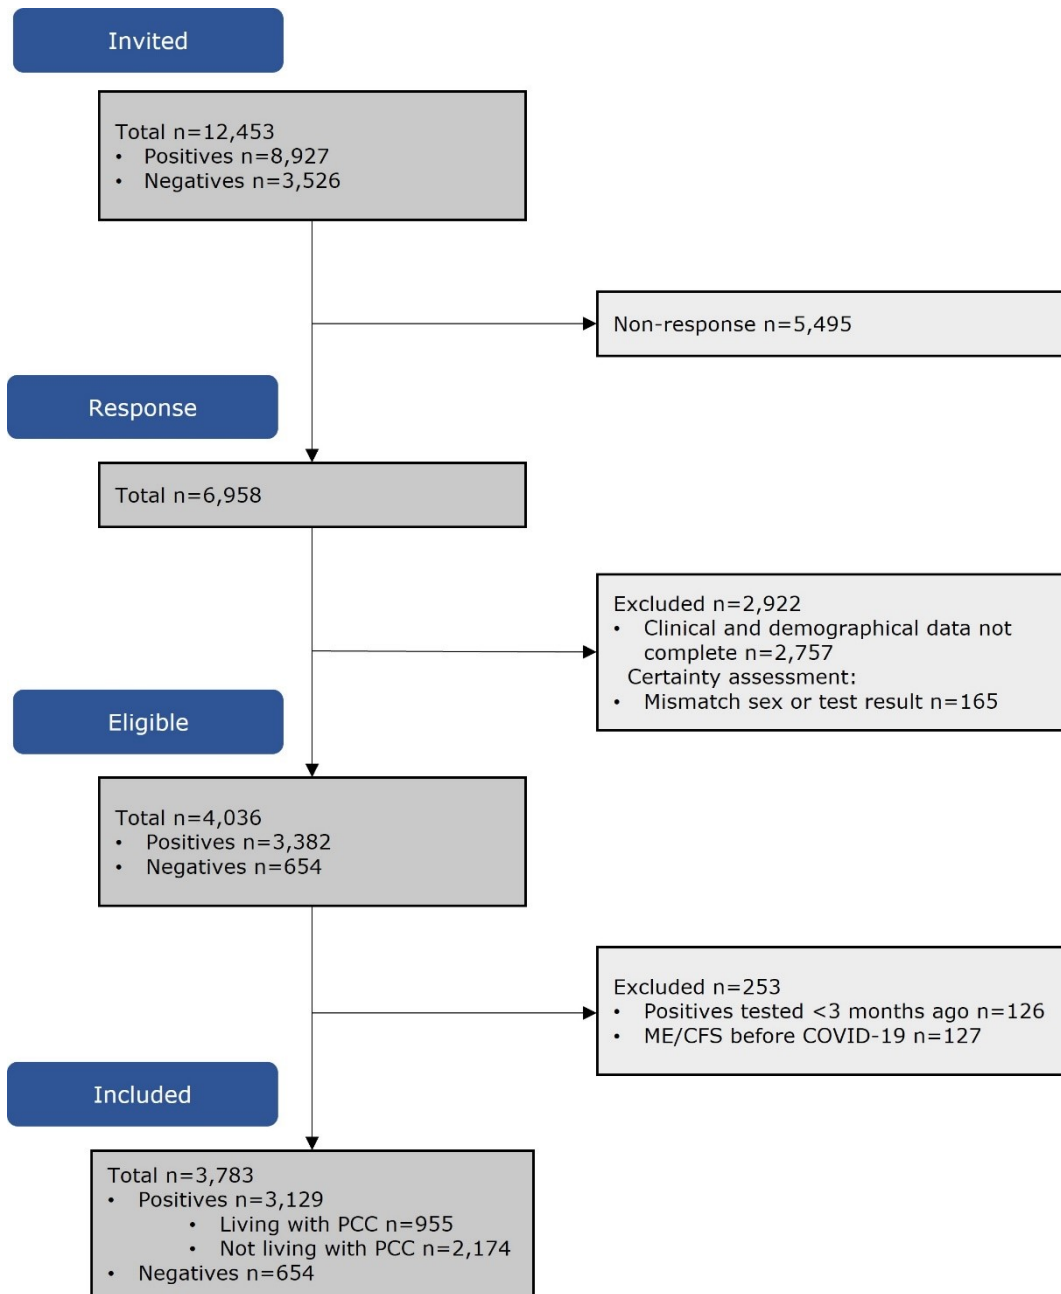 Invited
Total n=12,453
• Positives n=8,927
• Negatives n=3,526
Non-response n=5,495
Response
Total n=6,958
Excluded n=2,922
• Clinical and demographical data not
complete n=2,757
Certainty assessment:
• Mismatch sex or test result n=165
Eligible
Total n=4,036
• Positives n=3,382
• Negatives n=654
Excluded n=253
• Positives tested <3 months ago n=126
• ME/CFS before COVID-19 n=127
Included
Total n=3,783
• Positives n=3,129
• Living with PCC n=955
• Not living with PCC n=2,174
• Negatives n=654